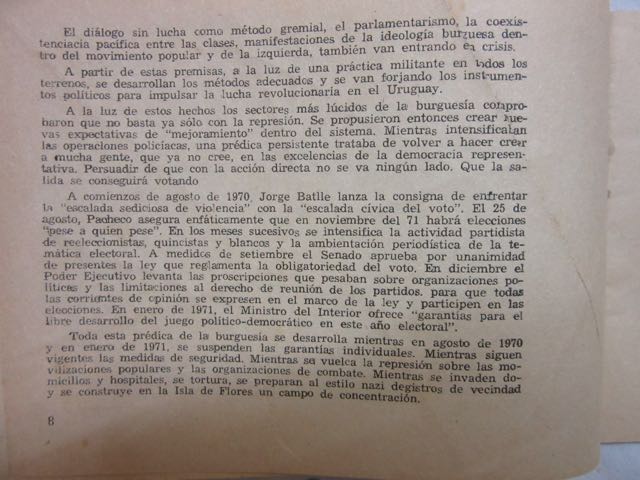 El diálogo sin lucha como método gremial, el parlamentarismo, la coexis-
tenciacia pacífica entre las clases, manifestaciones de la ideología burguesa den-
tro del movimiento popular y de la izquierda, también van entrando en crisis.
A partir de estas premisas, a la luz de una práctica militante en todos los
terrenos, se desarrollan los métodos adecuados y se van forjando los instrumen-
tos políticos para impulsar la lucha revolucionaria en el Uruguay.
A la luz de estos hechos los sectores más lúcidos de la burguesía compro-
baron que no basta ya sólo con la represión. Se propusieron entonces crear nue-
vas expectativas de "mejoramiento" dentro del sistema. Mientras intensificaban
las operaciones policíacas, una prédica persistente trataba de volver a hacer creer
a mucha gente, que ya no cree, en las excelencias de la democracia represen-
tativa. Persuadir de que con la acción directa no se va ningún lado. Que la sa-
lida se conseguirá votando
A comienzos de agosto de 1970, Jorge Batlle lanza la consigna de enfrentar
la "escalada sediciosa de violencia" con la "escalada cívica del voto". El 25 de
agosto, Pacheco asegura enfáticamente que en noviembre del 71 habrá elecciones
"pese a quien pese". En los meses sucesivos se intensifica la actividad partidista
de reeleccionistas, quincistas y blancos y la ambientación periodística de la te-
mática electoral. A medidos de setiembre el Senado aprueba por unanimidad
de presentes la ley que reglamenta la obligatoriedad del voto. En diciembre el
Poder Ejecutivo levanta las proscripciones que pesaban sobre organizaciones po-
líticas y las limitaciones al derecho de reunión de los partidos. para que todas
las corrientes de opinión se expresen en el marco de la ley y participen en las
elecciones. En enero de 1971, el Ministro del Interior ofrece "garantías para el
libre desarrollo del juego político-democrático en este año electoral".
Toda esta prédica de la burguesía se desarrolla mientras en agosto de 1970
y en enero de 1971, se suspenden las garantías individuales. Mientras siguen
vigentes las medidas de seguridad. Mientras se vuelca la represión sobre las mo-
vilizaciones populares y las organizaciones de combate. Mientras se invaden do-
micilios y hospitales, se tortura, se preparan al estilo nazi degistros de vecindad
y se construye en la Isla de Flores un campo de concentración.
8